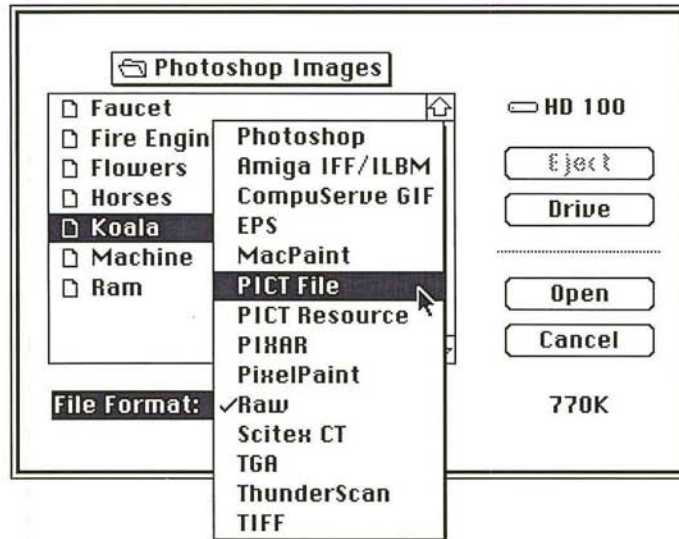 Photoshop Images
Faucet
Fire Engin
Flowers
Horses
Koala
Machine
Ram
Photoshop
Amiga IFF/ILBM
CompuServe GIF
EPS
MacPaint
PICT File
PICT Resource
PIXAR
PixelPaint
✓Raw
Scitex CT
TGA
ThunderScan
TIFF
File Format:
HD 100
Eject
Drive
Open
Cancel
770K